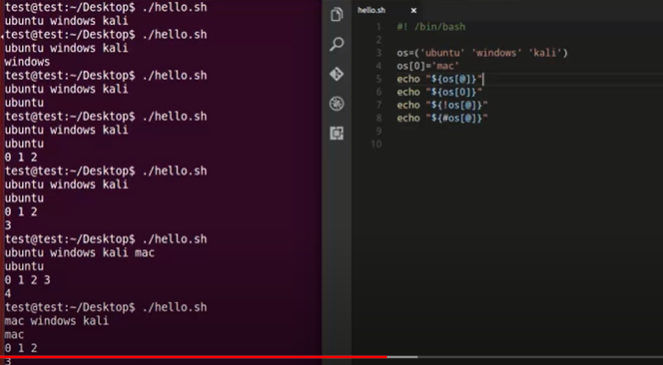 test@test:~/Desktop$ ./hello.sh
ubuntu windows kali
test@test:~/Desktop$ ./hello.sh
ubuntu windows kali
windows
test@test:~/Desktop$ ./hello.sh
ubuntu windows kali
ubuntu
test@test:~/Desktop$ ./hello.sh
ubuntu windows kali
ubuntu
0 1 2
test@test:~/Desktop$ ./hello.sh
ubuntu windows kali
ubuntu
0 1 2
3
test@test:~/Desktop$ ./hello.sh
ubuntu windows kali mac
ubuntu
0 1 2 3
4
test@test:~/Desktop$ ./hello.sh
mac windows kali
mac
0 1 2
3
hello.sh
1 #! /bin/bash
2
3 os=('ubuntu' 'windows' 'kali')
4 os[0]='mac'
5 echo "${os[@]}"
6 echo "${os[0]}"
7 echo "${!os[@]}"
8 echo "${#os[@]}"
9
10